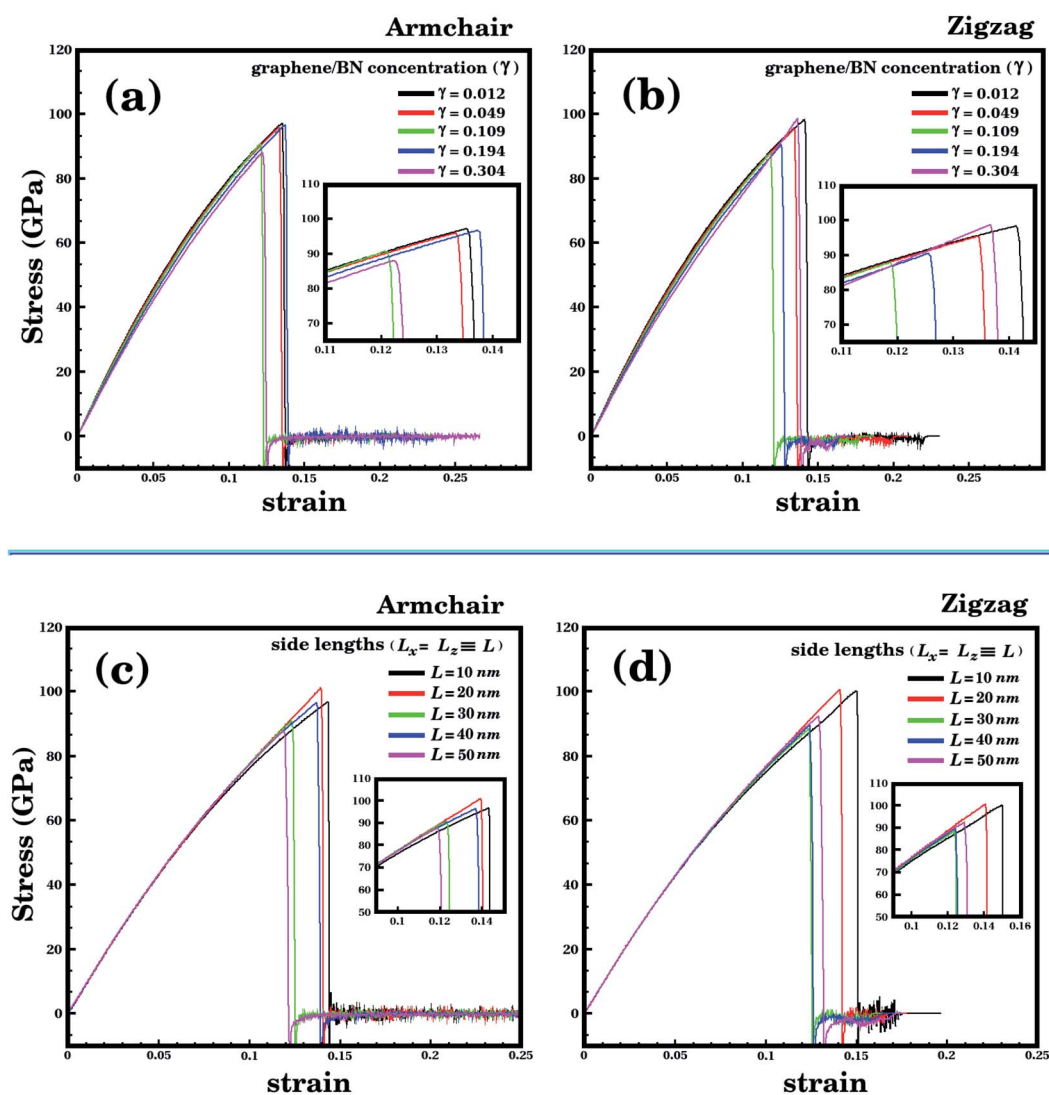 Armchair
Zigzag
(a)
graphene/BN concentration (γ)
γ = 0.012
γ = 0.049
γ = 0.109
γ = 0.194
γ = 0.304
Stress (GPa)
120
100
80
60
40
20
0
0
0.05
0.1
0.15
0.2
0.25
strain
110
100
90
80
70
0.11
0.12
0.13
0.14
(b)
graphene/BN concentration (γ)
γ = 0.012
γ = 0.049
γ = 0.109
γ = 0.194
γ = 0.304
120
100
80
60
40
20
0
0
0.05
0.1
0.15
0.2
0.25
strain
110
100
90
80
70
0.11
0.12
0.13
0.14
Armchair
Zigzag
(c)
side lengths (Lx= Lz≡ L)
L=10 nm
L=20 nm
L=30 nm
L=40 nm
L=50 nm
Stress (GPa)
120
100
80
60
40
20
0
0
0.05
0.1
0.15
0.2
0.25
strain
110
100
90
80
70
60
50
0.1
0.12
0.14
(d)
side lengths (Lx= Lz≡ L)
L=10 nm
L=20 nm
L=30 nm
L=40 nm
L=50 nm
120
100
80
60
40
20
0
0
0.05
0.1
0.15
0.2
0.25
strain
110
100
90
80
70
60
50
0.1
0.12
0.14
0.16